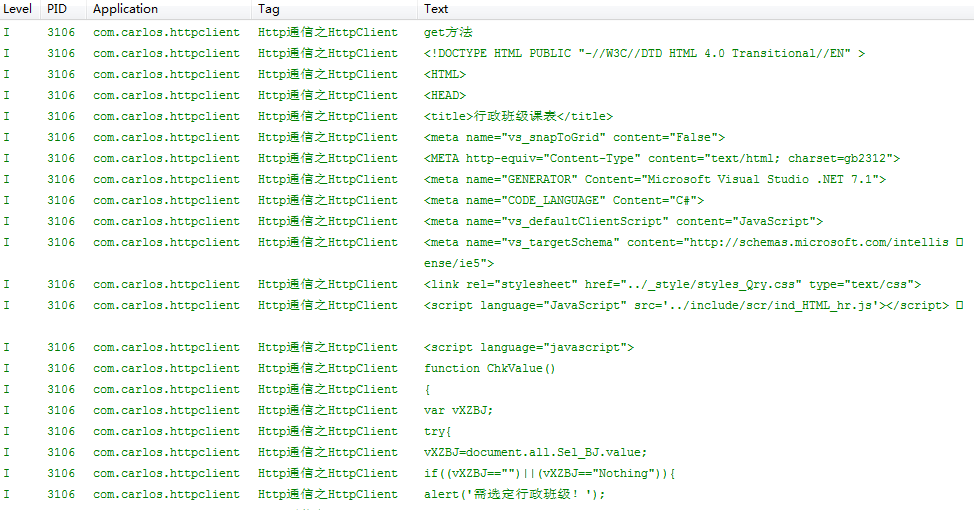 Level PID Application Tag Text
I 3106 com.carlos.httpclient Http通信之HttpClient get方法
I 3106 com.carlos.httpclient Http通信之HttpClient <!DOCTYPE HTML PUBLIC "-//W3C//DTD HTML 4.0 Transitional//EN" >
I 3106 com.carlos.httpclient Http通信之HttpClient <HTML>
I 3106 com.carlos.httpclient Http通信之HttpClient <HEAD>
I 3106 com.carlos.httpclient Http通信之HttpClient <title>行政班级课表</title>
I 3106 com.carlos.httpclient Http通信之HttpClient <meta name="vs_snapToGrid" content="False">
I 3106 com.carlos.httpclient Http通信之HttpClient <META http-equiv="Content-Type" content="text/html; charset=gb2312">
I 3106 com.carlos.httpclient Http通信之HttpClient <meta name="GENERATOR" Content="Microsoft Visual Studio .NET 7.1">
I 3106 com.carlos.httpclient Http通信之HttpClient <meta name="CODE_LANGUAGE" Content="C#">
I 3106 com.carlos.httpclient Http通信之HttpClient <meta name="vs_defaultClientScript" content="JavaScript">
I 3106 com.carlos.httpclient Http通信之HttpClient <meta name="vs_targetSchema" content="http://schemas.microsoft.com/intellis
ense/ie5">
I 3106 com.carlos.httpclient Http通信之HttpClient <link rel="stylesheet" href="../_style/styles_Qry.css" type="text/css">
I 3106 com.carlos.httpclient Http通信之HttpClient <script language="JavaScript" src='../include/scr/ind_HTML_hr.js'></script>
I 3106 com.carlos.httpclient Http通信之HttpClient <script language="javascript">
I 3106 com.carlos.httpclient Http通信之HttpClient function ChkValue()
I 3106 com.carlos.httpclient Http通信之HttpClient {
I 3106 com.carlos.httpclient Http通信之HttpClient var vXZBJ;
I 3106 com.carlos.httpclient Http通信之HttpClient try{
I 3106 com.carlos.httpclient Http通信之HttpClient vXZBJ=document.all.Sel_BJ.value;
I 3106 com.carlos.httpclient Http通信之HttpClient if((vXZBJ=="")||(vXZBJ=="Nothing")){
I 3106 com.carlos.httpclient Http通信之HttpClient alert('需选定行政班级！');